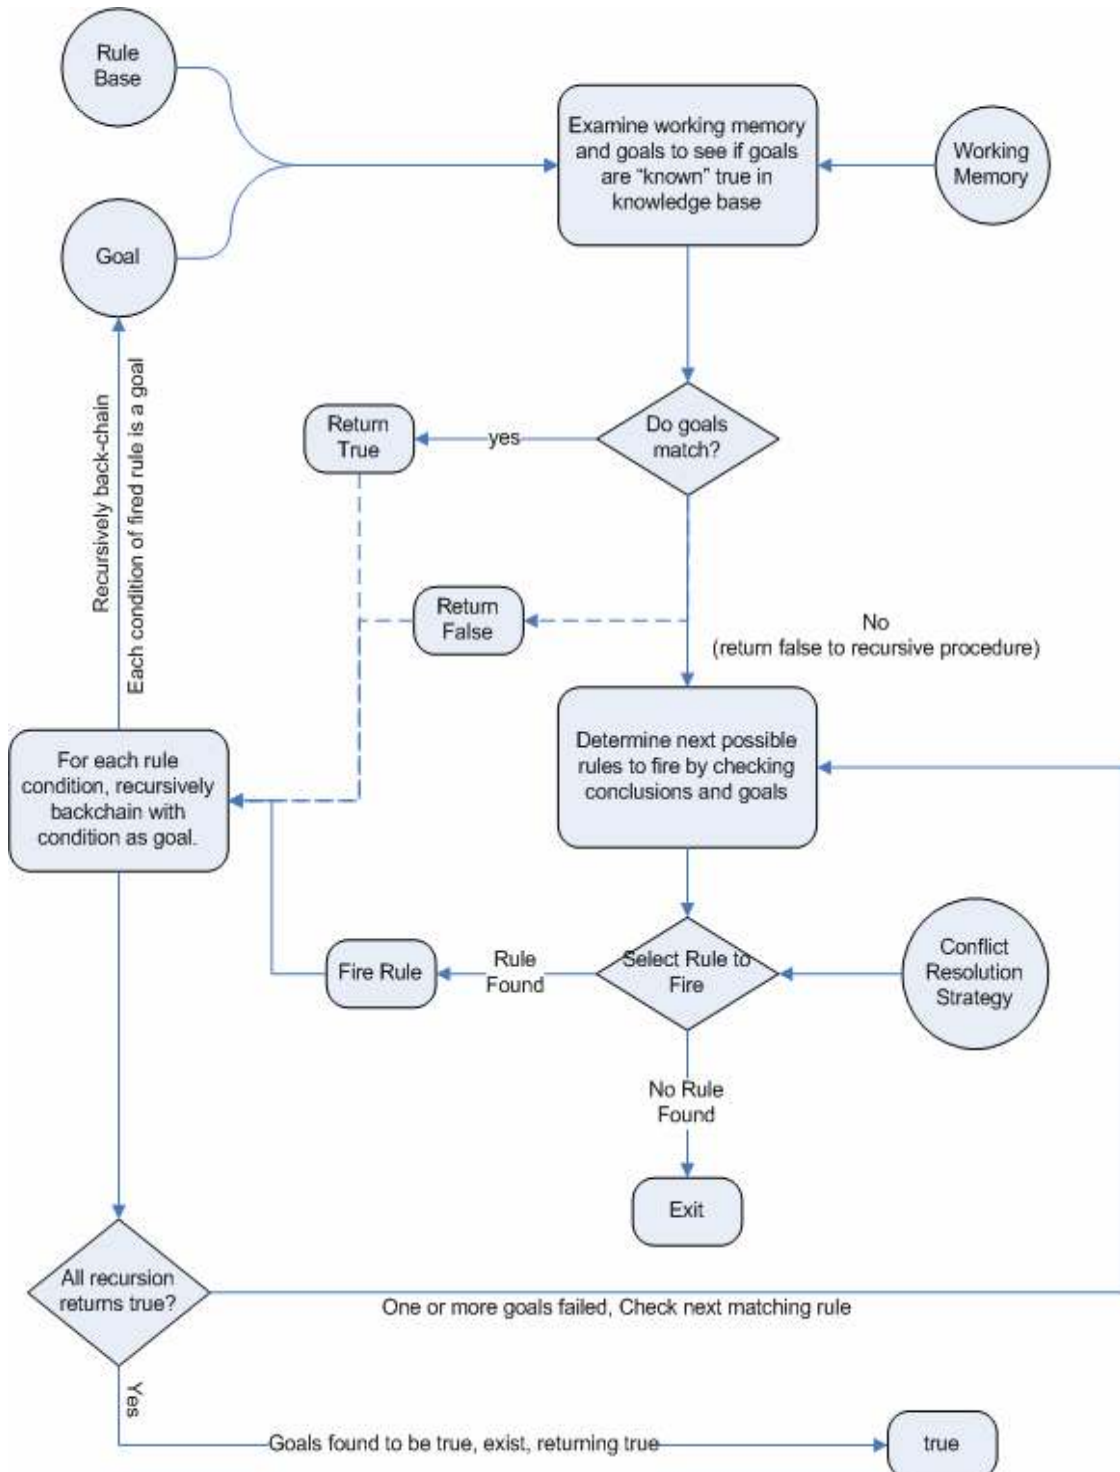 Rule
Base
Examine working memory
and goals to see if goals
are “known” true in
knowledge base
Working
Memory
Goal
Recursively back-chain
Each condition of fired rule is a goal
Return
True
yes
Do goals
match?
Return
False
No
(return false to recursive procedure)
For each rule
condition, recursively
backchain with
condition as goal.
Determine next possible
rules to fire by checking
conclusions and goals
Fire Rule
Rule
Found
Select Rule to
Fire
Conflict
Resolution
Strategy
No Rule
Found
Exit
All recursion
returns true?
One or more goals failed, Check next matching rule
Yes
Goals found to be true, exist, returning true
true